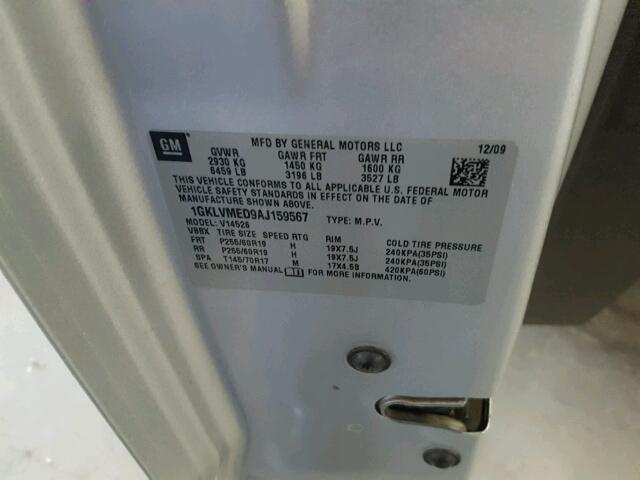 GM MFD BY GENERAL MOTORS LLC 12/09
GVWR GAWR FRT GAWR RR
2930 KG 1450 KG 1600 KG
6459 LB 3196 LB 3527 LB
THIS VEHICLE CONFORMS TO ALL APPLICABLE U.S. FEDERAL MOTOR
VEHICLE SAFETY STANDARDS IN EFFECT ON THE DATE OF
MANUFACTURE SHOWN ABOVE.
1GKLVMED9AJ159567 TYPE: M.P.V.
MODEL: V14526
VBBX TIRE SIZE SPEED RTG RIM COLD TIRE PRESSURE
FRT P255/60R19 H 19X7.5J 240KPA(35PSI)
RR P255/60R19 H 19X7.5J 240KPA(35PSI)
SPA T145/70R17 M 17X4.5B 420KPA(60PSI)
SEE OWNER'S MANUAL FOR MORE INFORMATION.